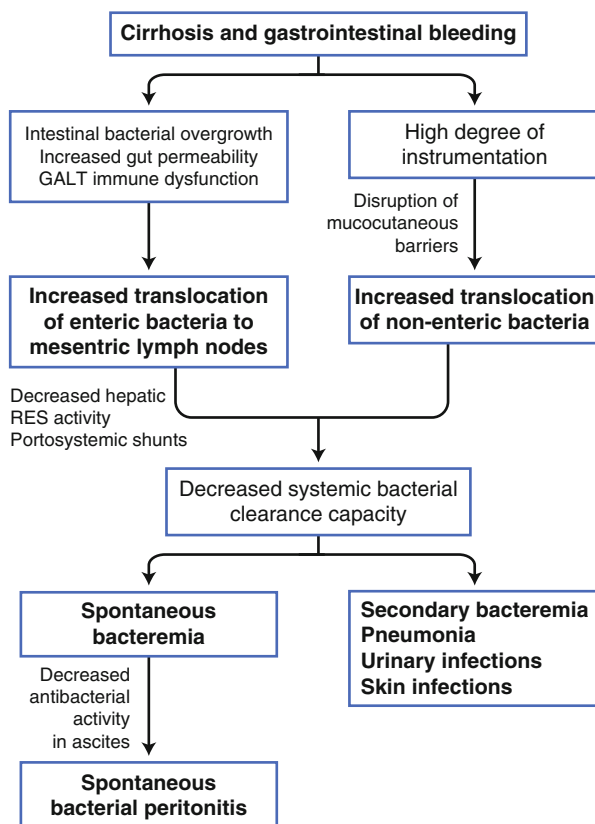 Cirrhosis and gastrointestinal bleeding
Intestinal bacterial overgrowth
Increased gut permeability
GALT immune dysfunction
High degree of
instrumentation
Disruption of
mucocutaneous
barriers
Increased translocation
of enteric bacteria to
mesentric lymph nodes
Increased translocation
of non-enteric bacteria
Decreased hepatic
RES activity
Portosystemic shunts
Decreased systemic bacterial
clearance capacity
Spontaneous
bacteremia
Secondary bacteremia
Pneumonia
Urinary infections
Skin infections
Decreased
antibacterial
activity
in ascites
Spontaneous
bacterial peritonitis